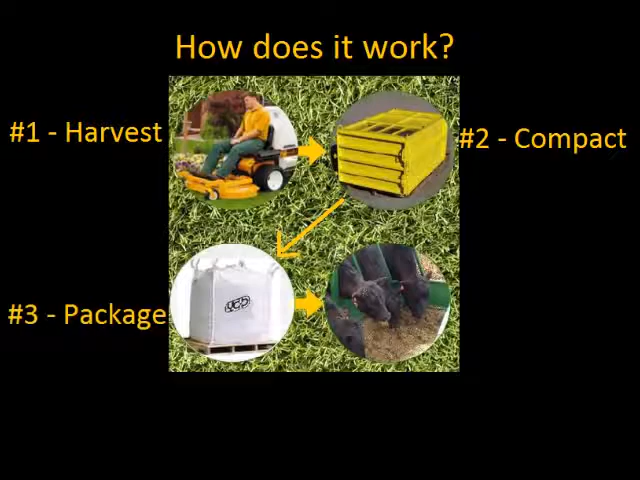 How does it work?
#1 - Harvest
#2 - Compact
#3 - Package